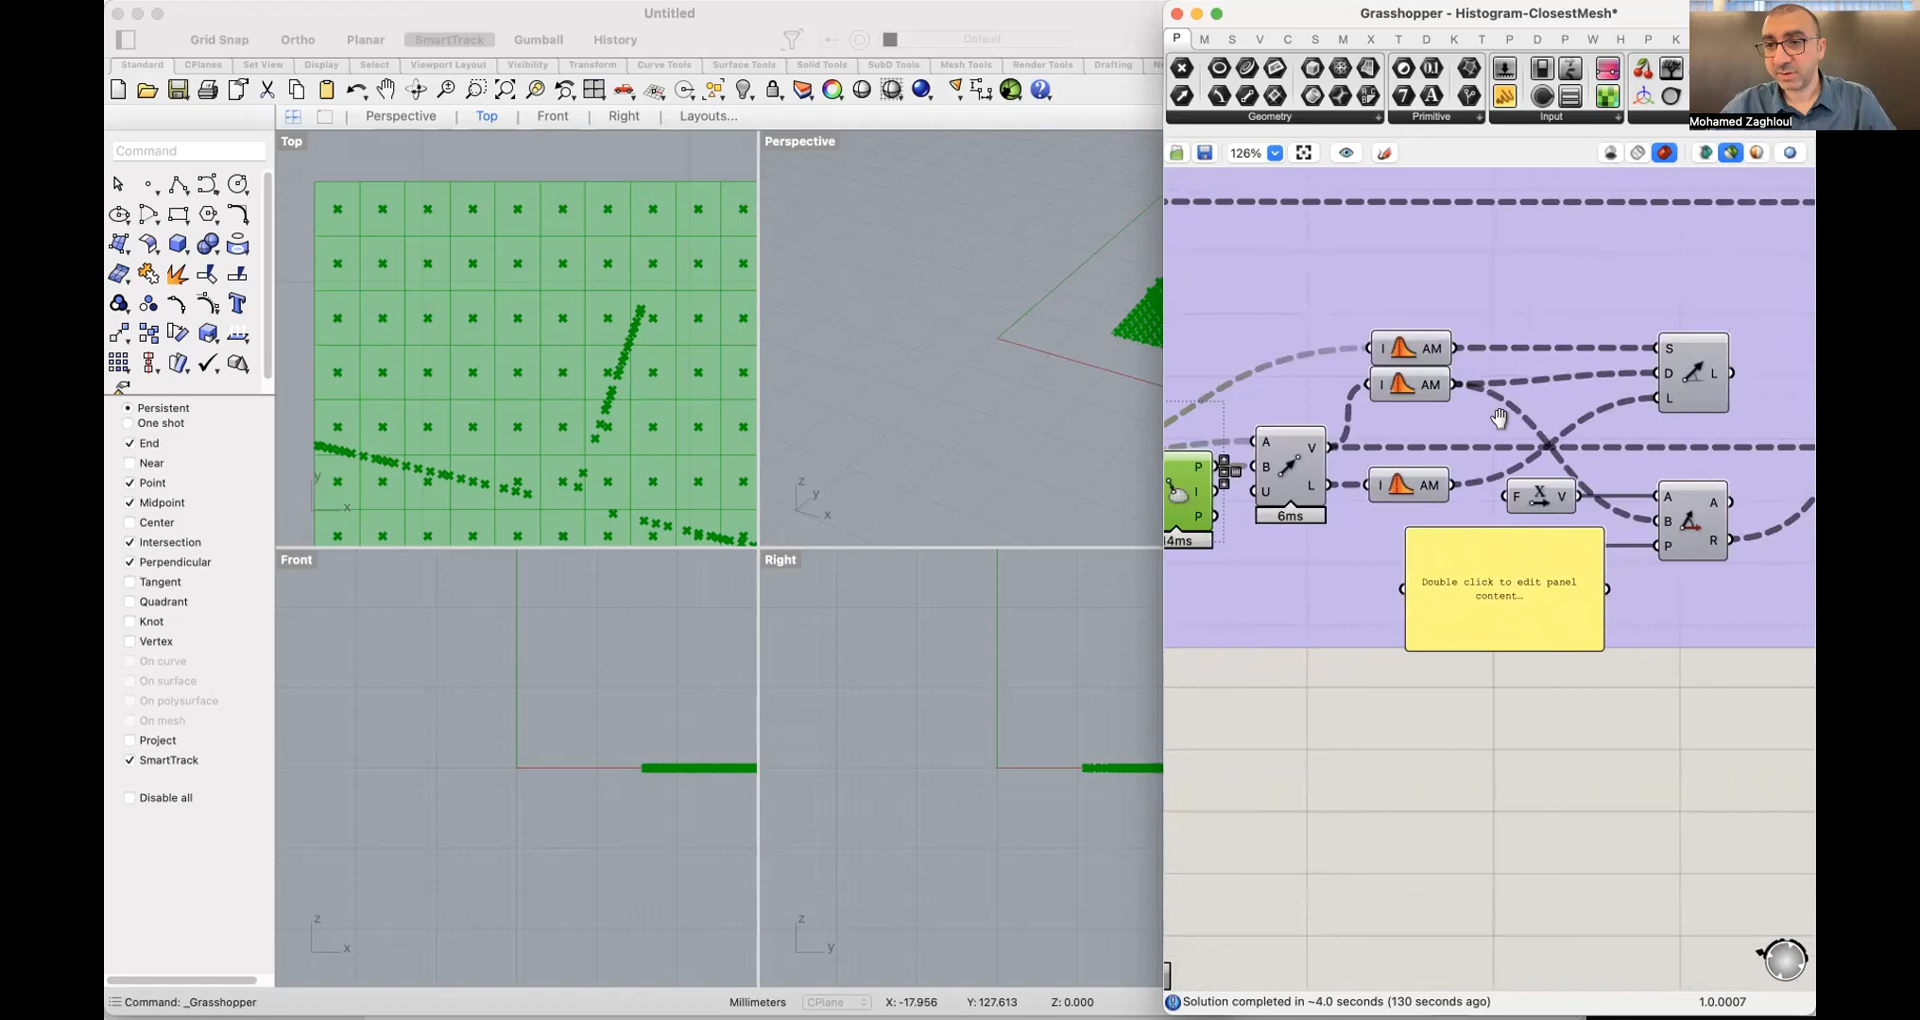 Untitled
Grid Snap Ortho Planar SmartTrack Gumball History Default
Standard CPlanes Set View Display Select Viewport Layout Visibility Transform Curve Tools Surface Tools Solid Tools SubD Tools Mesh Tools Render Tools Drafting
Perspective Top Front Right Layouts...
Command
Top
Perspective
y
x
z
y
x
Front
Right
z
x
z
y
Persistent
One shot
End
Near
Point
Midpoint
Center
Intersection
Perpendicular
Tangent
Quadrant
Knot
Vertex
On curve
On surface
On polysurface
On mesh
Project
SmartTrack
Disable all
Command: _Grasshopper
Millimeters CPlane X: -17.956 Y: 127.613 Z: 0.000
Grasshopper - Histogram-ClosestMesh*
P M S V C S M X T D K T P D P W H P K
Geometry Primitive Input
126%
Mohamed Zaghloul
I AM
I AM
S
D L
L
A V
B
U L
6ms
P
I
P
14ms
I AM
F X V
A A
B
P R
Double click to edit panel
content…
Solution completed in ~4.0 seconds (130 seconds ago)
1.0.0007